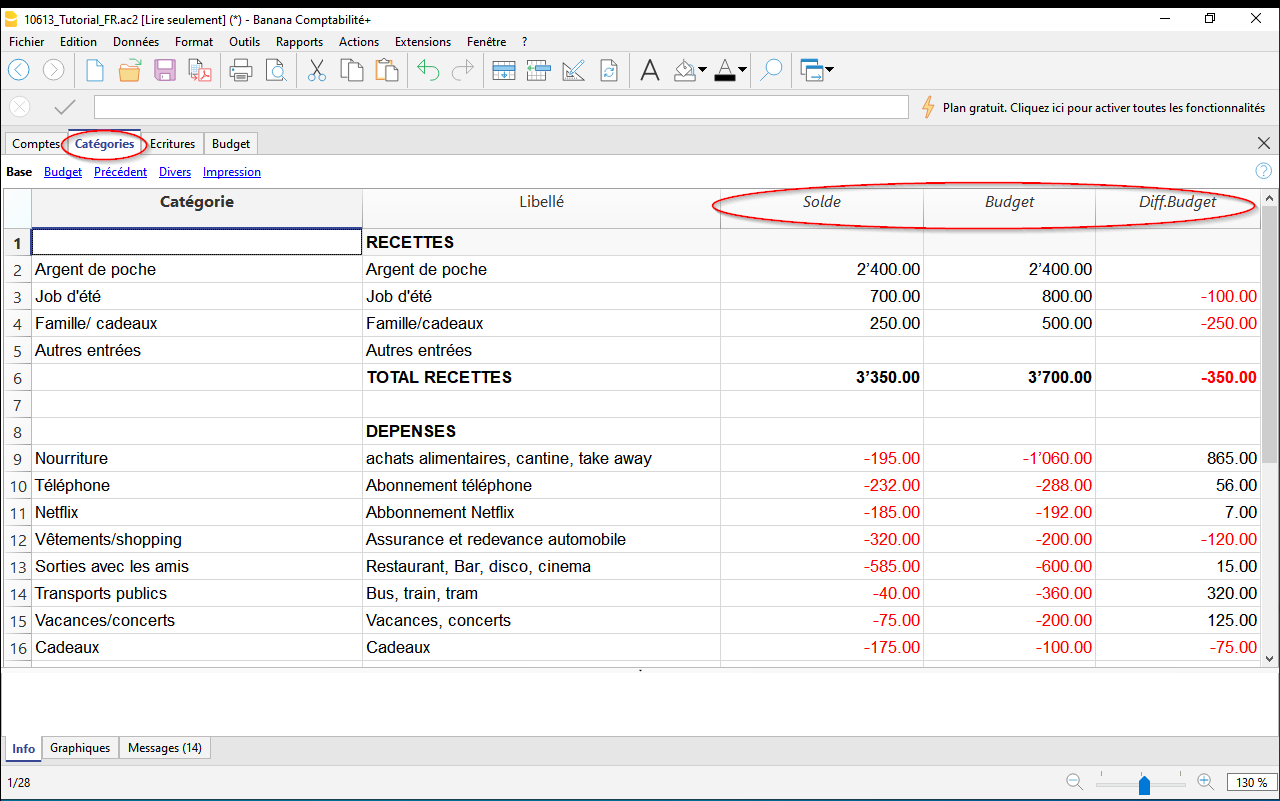 10613_Tutorial_FR.ac2 [Lire seulement] (*) - Banana Comptabilité+
Fichier Edition Données Format Outils Rapports Actions Extensions Fenêtre ?
Plan gratuit. Cliquez ici pour activer toutes les fonctionnalités
Comptes Catégories Ecritures Budget
Base Budget Précédent Divers Impression
Catégorie Libellé Solde Budget Diff.Budget
1 RECETTES
2 Argent de poche Argent de poche 2’400.00 2’400.00
3 Job d'été Job d'été 700.00 800.00 -100.00
4 Famille/ cadeaux Famille/cadeaux 250.00 500.00 -250.00
5 Autres entrées Autres entrées
6 TOTAL RECETTES 3’350.00 3’700.00 -350.00
7
8 DEPENSES
9 Nourriture achats alimentaires, cantine, take away -195.00 -1’060.00 865.00
10 Téléphone Abonnement téléphone -232.00 -288.00 56.00
11 Netflix Abbonnement Netflix -185.00 -192.00 7.00
12 Vêtements/shopping Assurance et redevance automobile -320.00 -200.00 -120.00
13 Sorties avec les amis Restaurant, Bar, disco, cinema -585.00 -600.00 15.00
14 Transports publics Bus, train, tram -40.00 -360.00 320.00
15 Vacances/concerts Vacances, concerts -75.00 -200.00 125.00
16 Cadeaux Cadeaux -175.00 -100.00 -75.00
Info Graphiques Messages (14)
1/28 130 %